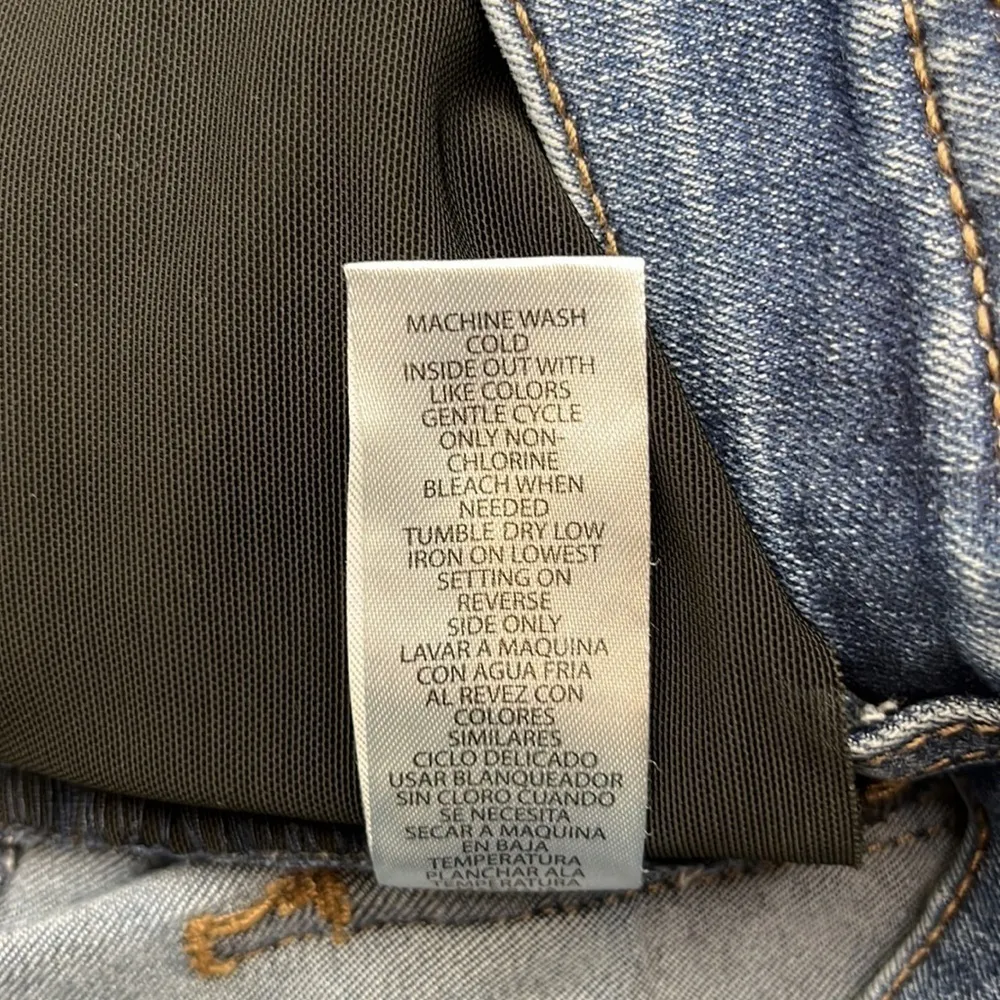 MACHINE WASH
COLD
INSIDE OUT WITH
LIKE COLORS
GENTLE CYCLE
ONLY NON-
CHLORINE
BLEACH WHEN
NEEDED
TUMBLE DRY LOW
IRON ON LOWEST
SETTING ON
REVERSE
SIDE ONLY
LAVAR A MAQUINA
CON AGUA FRIA
AL REVEZ CON
COLORES
SIMILARES
CICLO DELICADO
USAR BLANQUEADOR
SIN CLORO CUANDO
SE NECESITA
SECAR A MAQUINA
EN BAJA
TEMPERATURA
PLANCHAR ALA
TEMPERATURA